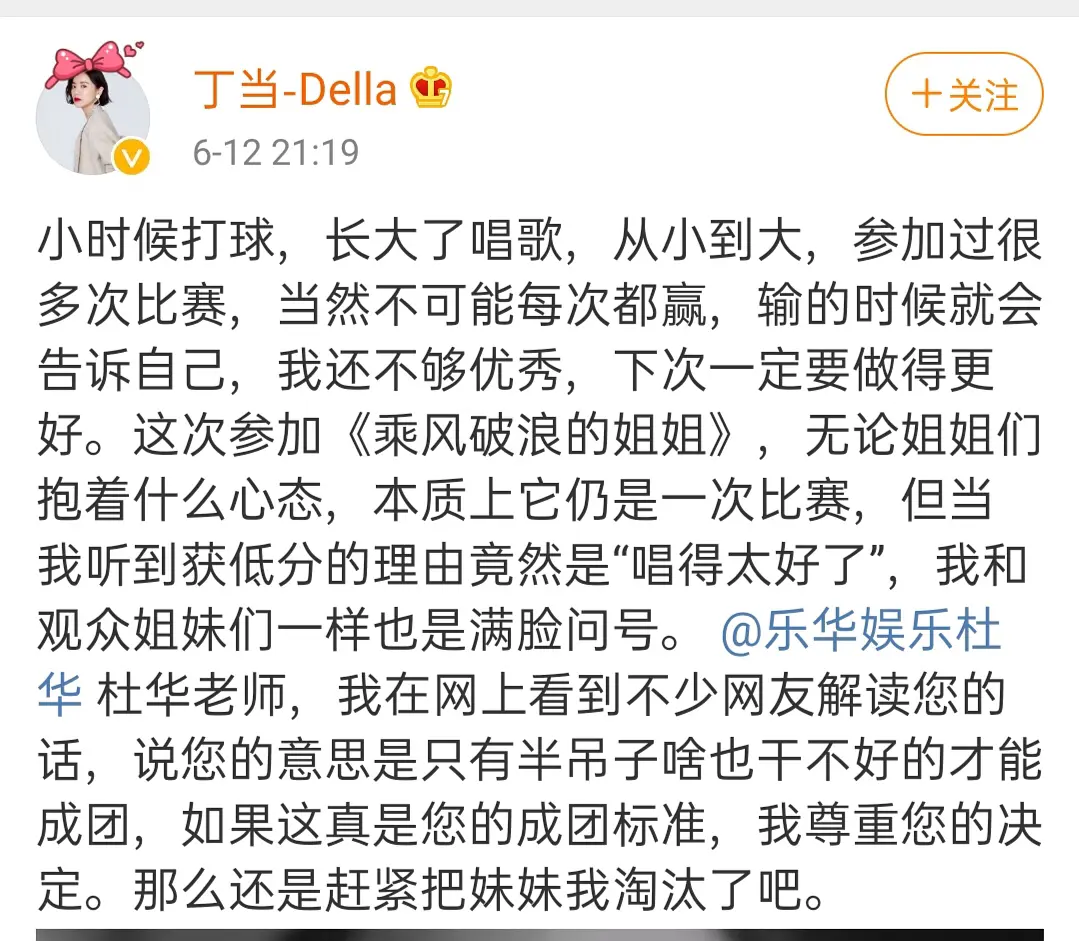 丁当-Della
6-12 21:19
+关注
小时候打球，长大了唱歌，从小到大，参加过很
多次比赛，当然不可能每次都赢，输的时候就会
告诉自己，我还不够优秀，下次一定要做得更
好。这次参加《乘风破浪的姐姐》，无论姐姐们
抱着什么心态，本质上它仍是一次比赛，但当
我听到获低分的理由竟然是“唱得太好了”，我和
观众姐妹们一样也是满脸问号。 @乐华娱乐杜
华 杜华老师，我在网上看到不少网友解读您的
话，说您的意思是只有半吊子啥也干不好的才能
成团，如果这真是您的成团标准，我尊重您的决
定。那么还是赶紧把妹妹我淘汰了吧。